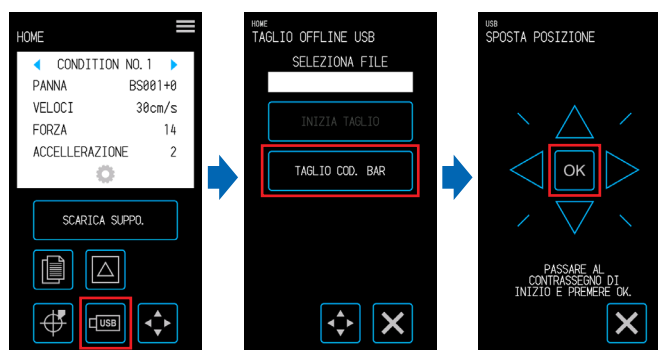 HOME
CONDITION NO.1
PANNA BS001+0
VELOCI 30cm/s
FORZA 14
ACCELLERAZIONE 2
SCARICA SUPPO.
USB
HOME
TAGLIO OFFLINE USB
SELEZIONA FILE
INIZIA TAGLIO
TAGLIO COD. BAR
USB
SPOSTA POSIZIONE
OK
PASSARE AL
CONTRASSEGNO DI
INIZIO E PREMERE OK.